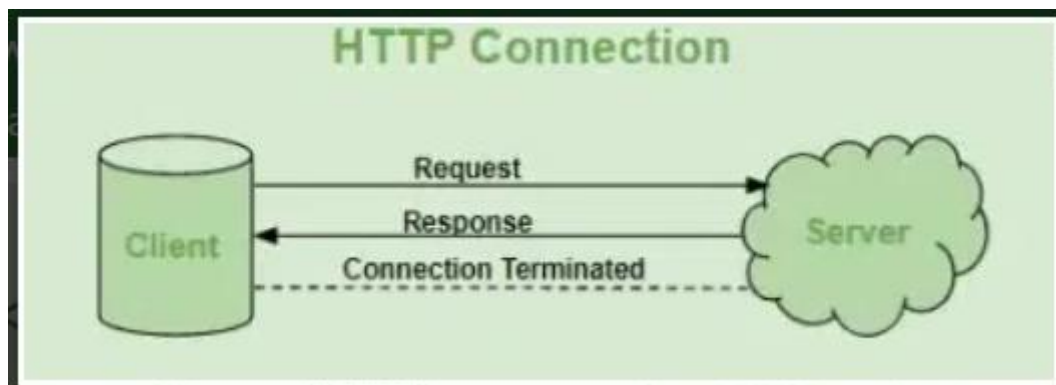 HTTP Connection
Request
Response
Client
Server
Connection Terminated